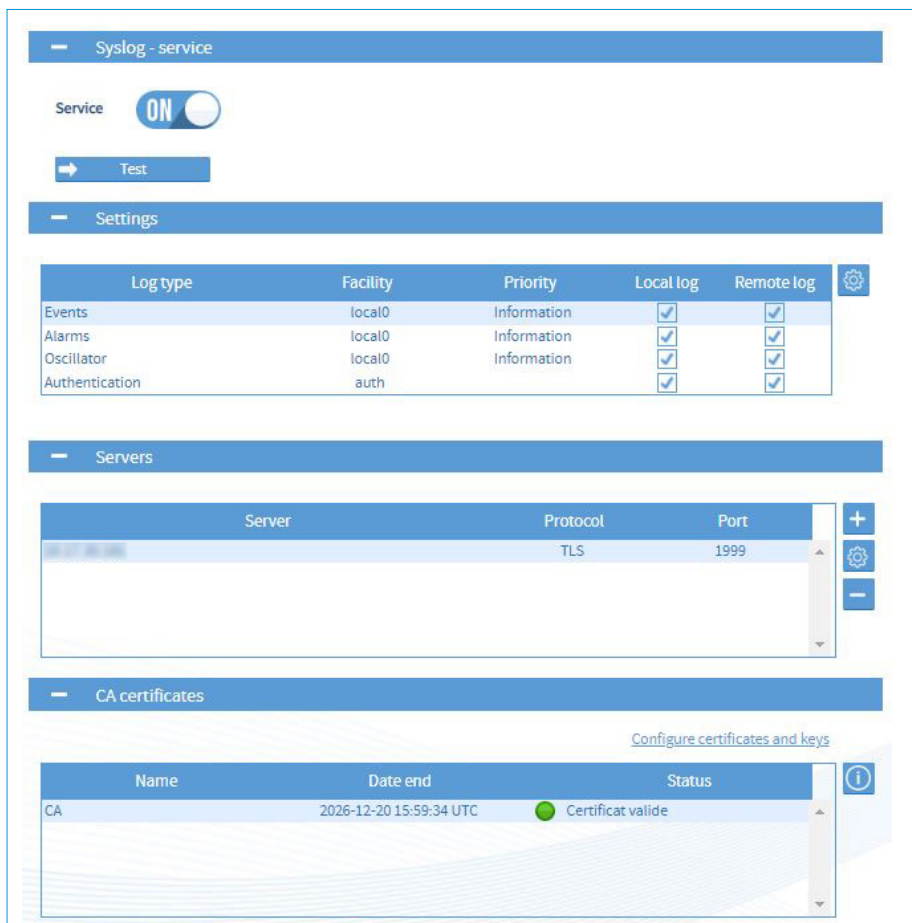 Syslog - service
Service ON
Test
Settings
Log type Facility Priority Local log Remote log
Events local0 Information
Alarms local0 Information
Oscillator local0 Information
Authentication auth
Servers
Server Protocol Port
TLS 1999
CA certificates
Configure certificates and keys
Name Date end Status
CA 2026-12-20 15:59:34 UTC Certificat valide